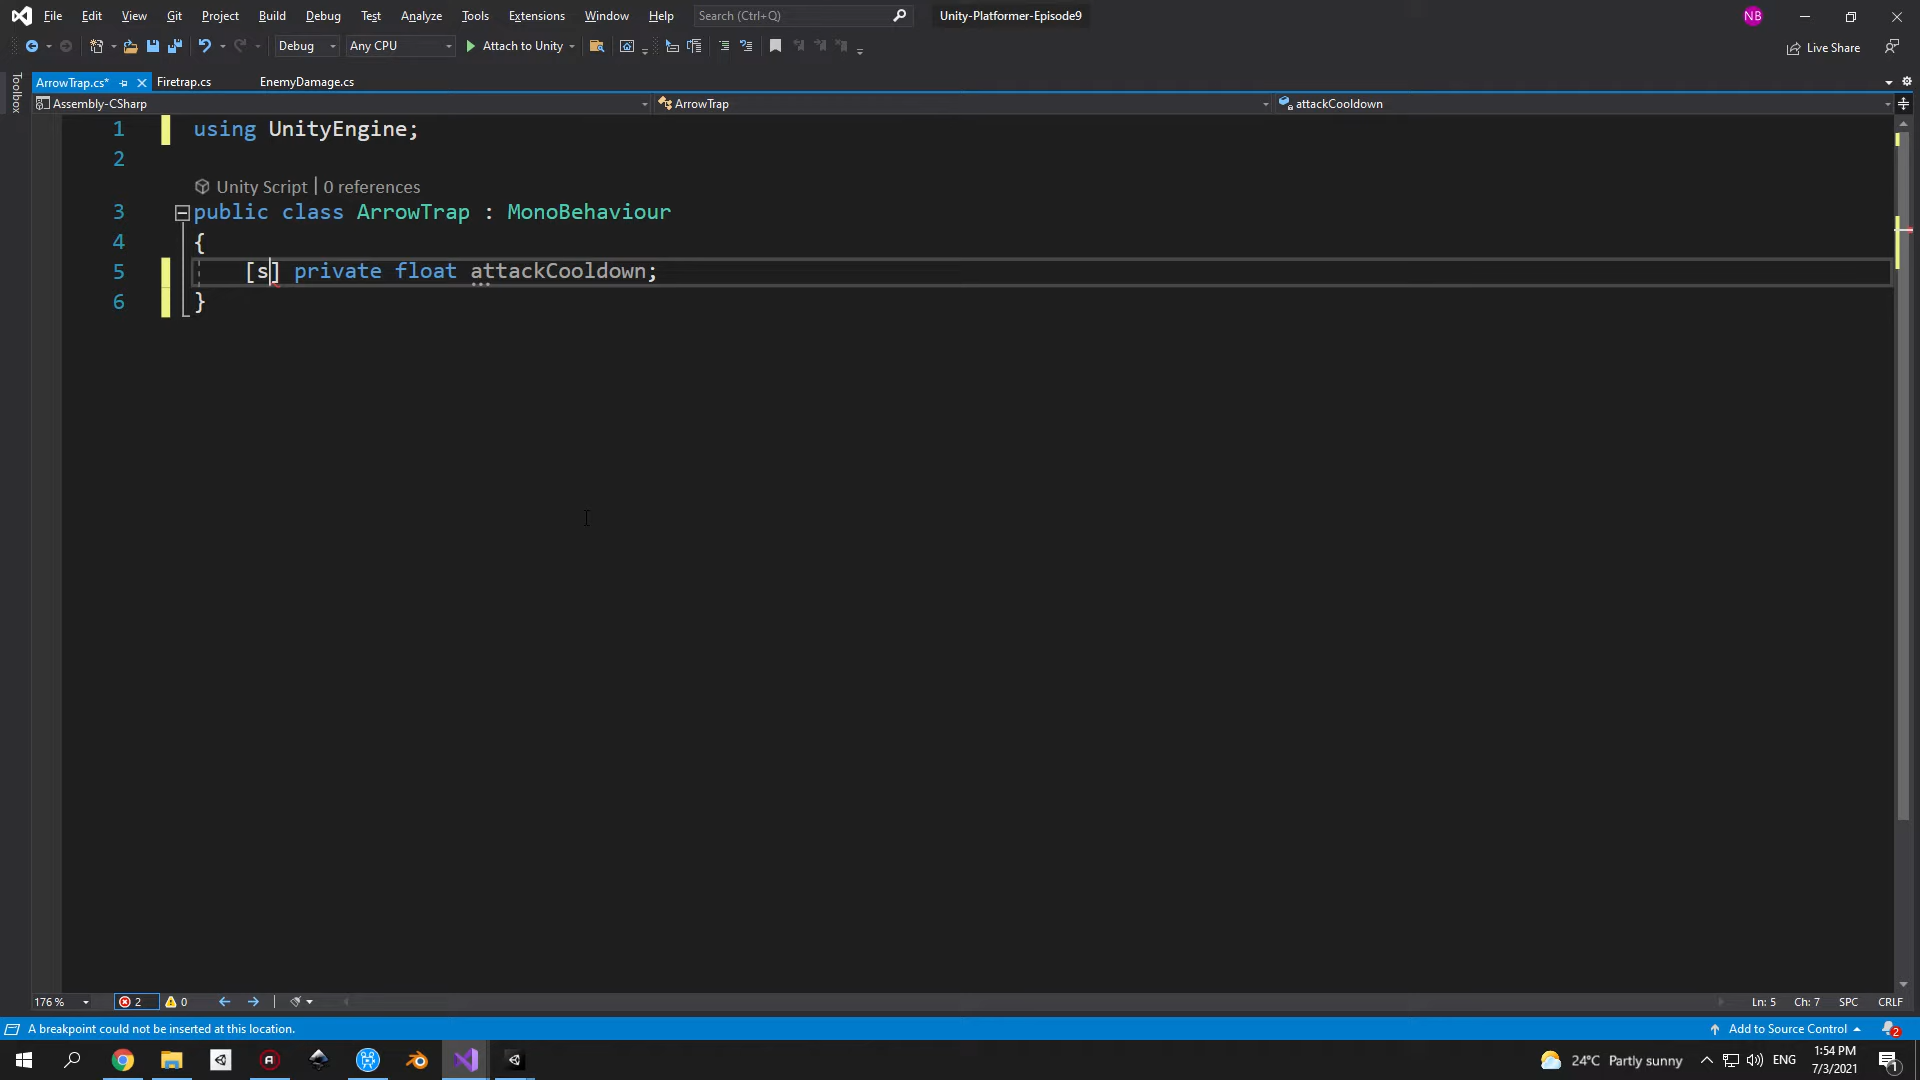 File Edit View Git Project Build Debug Test Analyze Tools Extensions Window Help Search (Ctrl+Q) Unity-Platformer-Episode9 NB
Debug Any CPU Attach to Unity Live Share
Toolbox
ArrowTrap.cs* Firetrap.cs EnemyDamage.cs
Assembly-CSharp ArrowTrap attackCooldown
1 using UnityEngine;
2
Unity Script | 0 references
3 public class ArrowTrap : MonoBehaviour
4 {
5 [s] private float attackCooldown;
6 }
176 % 2 0 Ln: 5 Ch: 7 SPC CRLF
A breakpoint could not be inserted at this location. Add to Source Control 2
24°C Partly sunny ENG 1:54 PM 1
7/3/2021